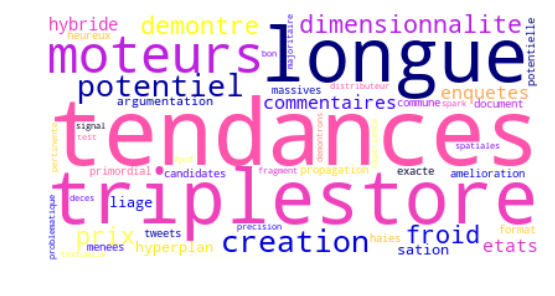 hybride
demontre
dimensionnalite
heureux
moteurs
bon
majoritaire
longue
potentielle
potentiel
massives
distributeur
enquetes
argumentation
commentaires
commune
spark
document
signal
test
tendances
demontrons
spatiales
pertinente
primordial
candidates
fragment
propagation
exacte
amelioration
deces
triplestore
problematique
liage
prix
tweets
precision
haies
froid
format
menees
hyperplan
creation
sation
etats